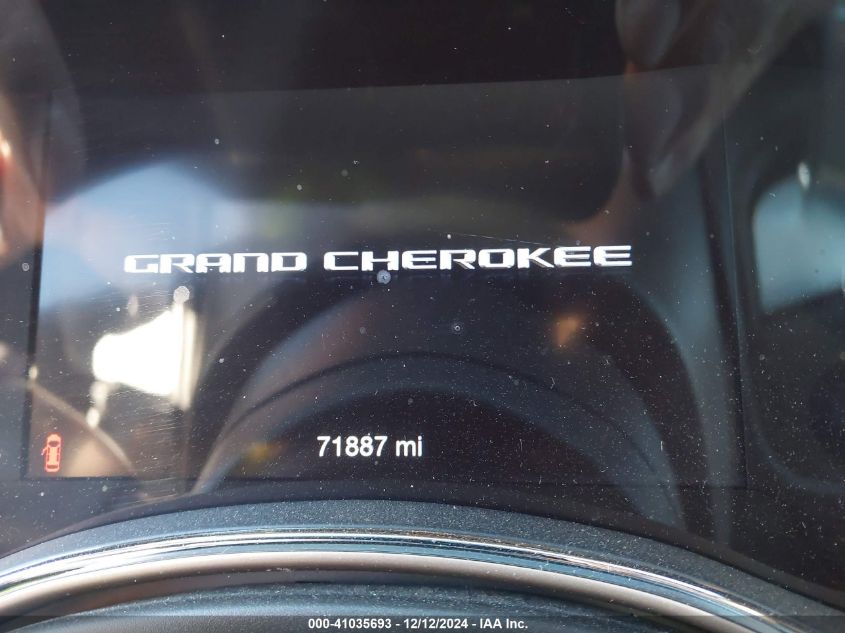 GRAND CHEROKEE
71887 mi
000-41035693 - 12/12/2024 - IAA Inc.